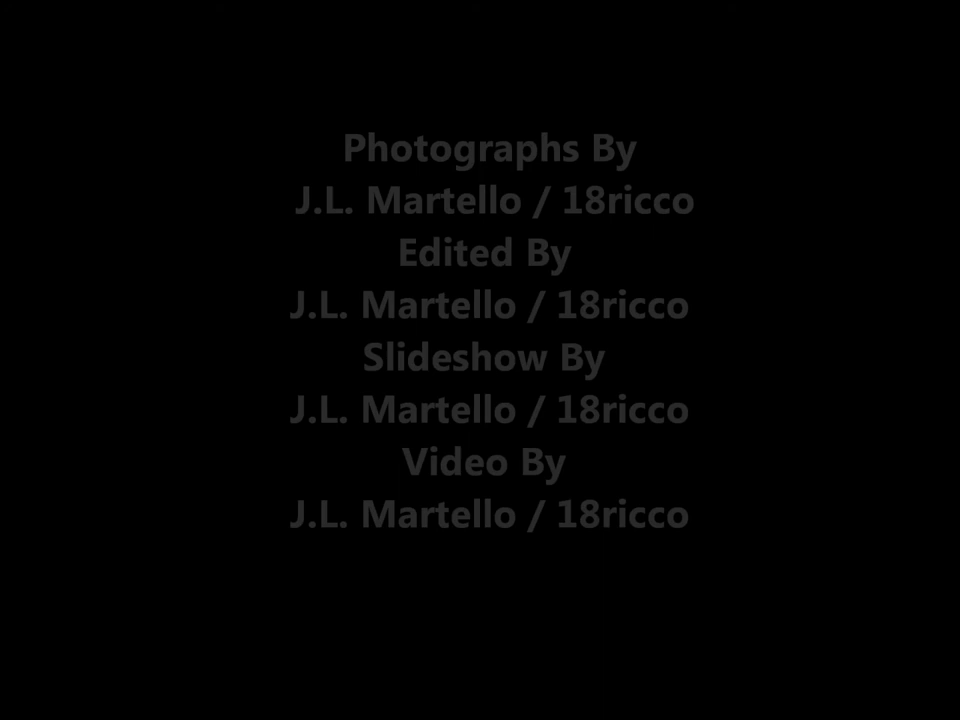 Photographs By
J.L. Martello / 18ricco
Edited By
J.L. Martello / 18ricco
Slideshow By
J.L. Martello / 18ricco
Video By
J.L. Martello / 18ricco